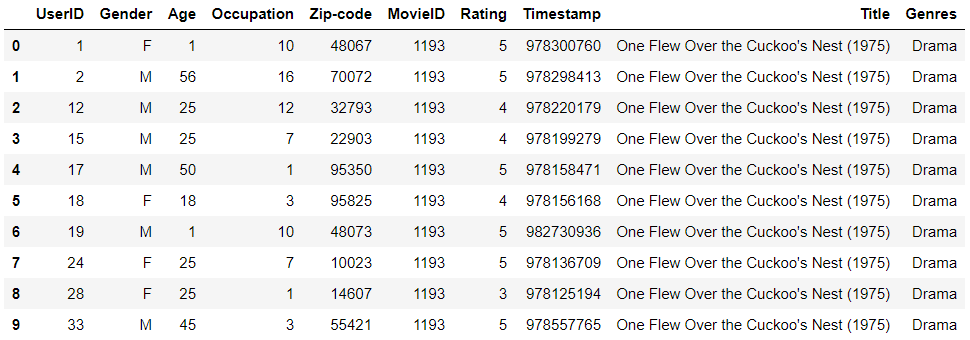 UserID Gender Age Occupation Zip-code MovieID Rating Timestamp Title Genres
0 1 F 1 10 48067 1193 5 978300760 One Flew Over the Cuckoo's Nest (1975) Drama
1 2 M 56 16 70072 1193 5 978298413 One Flew Over the Cuckoo's Nest (1975) Drama
2 12 M 25 12 32793 1193 4 978220179 One Flew Over the Cuckoo's Nest (1975) Drama
3 15 M 25 7 22903 1193 4 978199279 One Flew Over the Cuckoo's Nest (1975) Drama
4 17 M 50 1 95350 1193 5 978158471 One Flew Over the Cuckoo's Nest (1975) Drama
5 18 F 18 3 95825 1193 4 978156168 One Flew Over the Cuckoo's Nest (1975) Drama
6 19 M 1 10 48073 1193 5 982730936 One Flew Over the Cuckoo's Nest (1975) Drama
7 24 F 25 7 10023 1193 5 978136709 One Flew Over the Cuckoo's Nest (1975) Drama
8 28 F 25 1 14607 1193 3 978125194 One Flew Over the Cuckoo's Nest (1975) Drama
9 33 M 45 3 55421 1193 5 978557765 One Flew Over the Cuckoo's Nest (1975) Drama